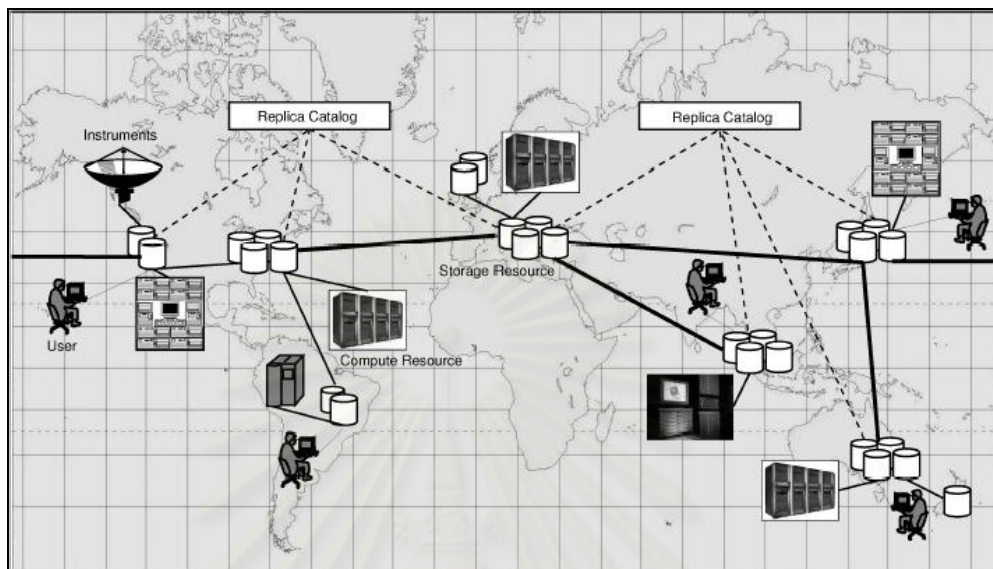 Replica Catalog
Replica Catalog
Instruments
Storage Resource
User
Compute Resource